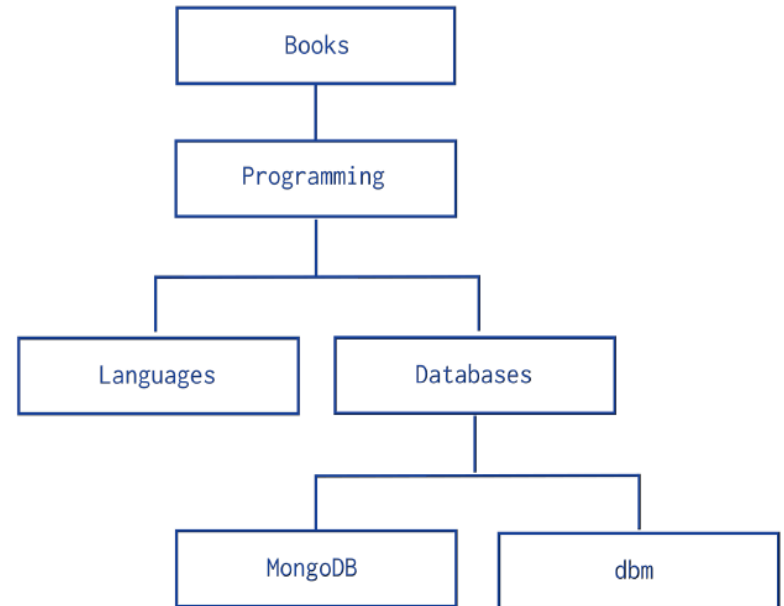 Books
Programming
Languages
Databases
MongoDB
dbm